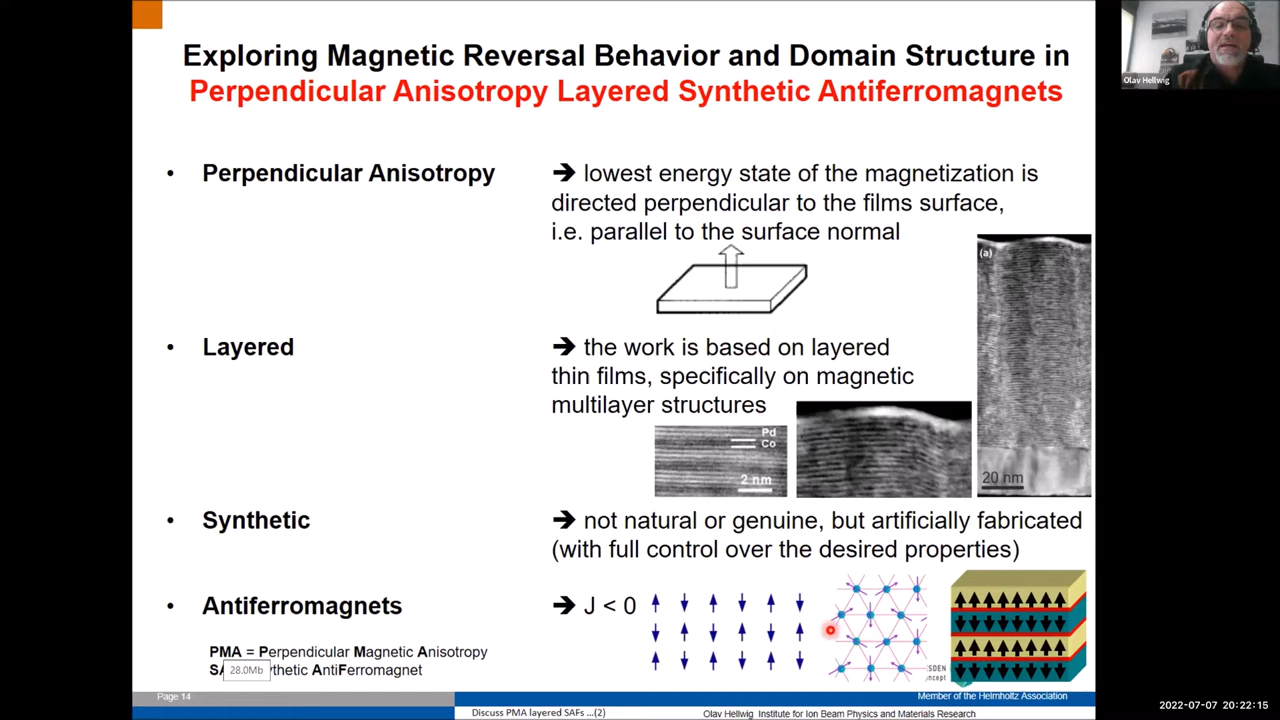 Exploring Magnetic Reversal Behavior and Domain Structure in
Perpendicular Anisotropy Layered Synthetic Antiferromagnets
Olav Hellwig
• Perpendicular Anisotropy
➔ lowest energy state of the magnetization is
directed perpendicular to the films surface,
i.e. parallel to the surface normal
(a)
20 nm
• Layered
➔ the work is based on layered
thin films, specifically on magnetic
multilayer structures
Pd
Co
2 nm
• Synthetic
➔ not natural or genuine, but artificially fabricated
(with full control over the desired properties)
• Antiferromagnets
➔ J < 0
PMA = Perpendicular Magnetic Anisotropy
28.0Mb
AntiFerromagnet
Page 14
Member of the Helmholtz Association
Discuss PMA layered SAFs ...(2)
Olav Hellwig Institute for Ion Beam Physics and Materials Research
2022-07-07 20:22:15